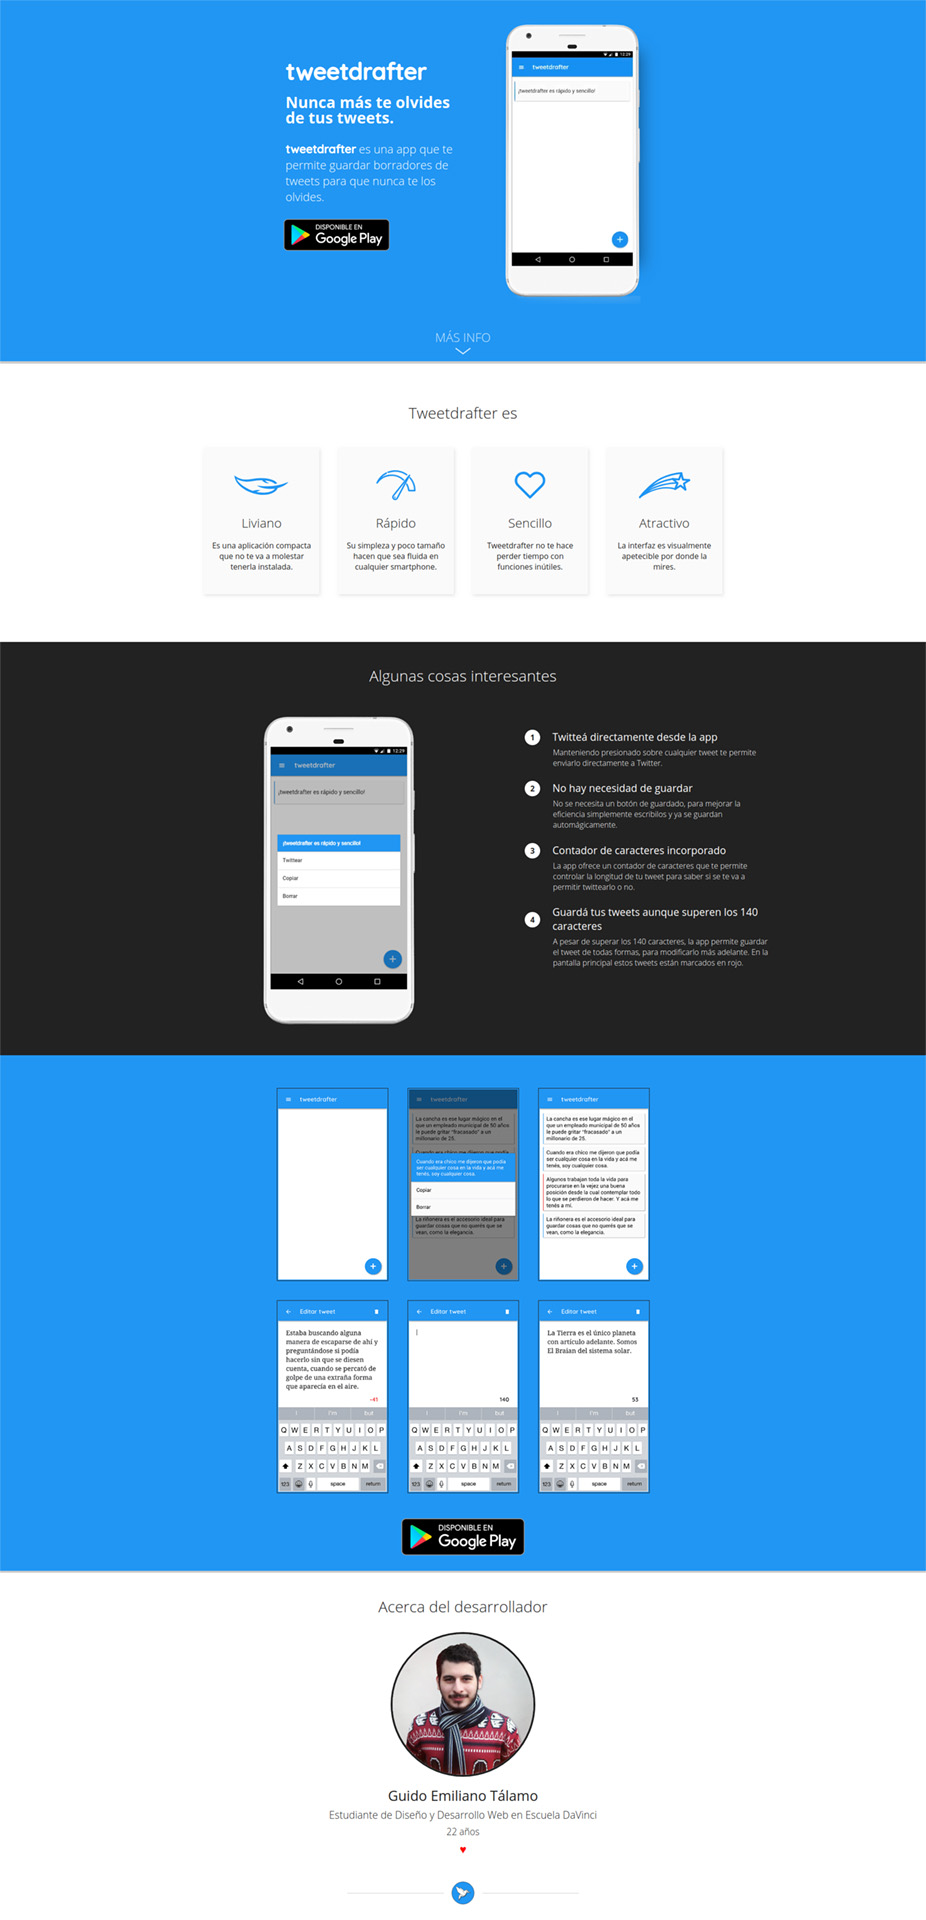 tweetdrafter
Nunca más te olvides
de tus tweets.
tweetdrafter es una app que te
permite guardar borradores de
tweets para que nunca te los
olvides.
DISPONIBLE EN
Google Play
12:29
tweetdrafter
¡tweetdrafter es rápido y sencillo!
+
MÁS INFO
Tweetdrafter es
Liviano
Es una aplicación compacta
que no te va a molestar
tenerla instalada.
Rápido
Su simpleza y poco tamaño
hacen que sea fluida en
cualquier smartphone.
Sencillo
Tweetdrafter no te hace
perder tiempo con
funciones inútiles.
Atractivo
La interfaz es visualmente
apetecible por donde la
mires.
Algunas cosas interesantes
12:29
tweetdrafter
¡tweetdrafter es rápido y sencillo!
¡tweetdrafter es rápido y sencillo!
Twittear
Copiar
Borrar
+
1 Twitteá directamente desde la app
Manteniendo presionado sobre cualquier tweet te permite
enviarlo directamente a Twitter.
2 No hay necesidad de guardar
No se necesita un botón de guardado, para mejorar la
eficiencia simplemente escribilos y ya se guardan
automágicamente.
3 Contador de caracteres incorporado
La app ofrece un contador de caracteres que te permite
controlar la longitud de tu tweet para saber si se te va a
permitir twittearlo o no.
4 Guardá tus tweets aunque superen los 140
caracteres
A pesar de superar los 140 caracteres, la app permite guardar
el tweet de todas formas, para modificarlo más adelante. En la
pantalla principal estos tweets están marcados en rojo.
tweetdrafter
+
tweetdrafter
La cancha es ese lugar mágico en el
que un empleado municipal de 50 años
le puede gritar "fracasado" a un
millonario de 25.
Cuando era chico me dijeron que podía
Cuando era chico me dijeron que podía
ser cualquier cosa en la vida y acá me
tenés, soy cualquier cosa.
Copiar
Borrar
La riñonera es el accesorio ideal para
guardar cosas que no querés que se
vean, como la elegancia.
+
tweetdrafter
La cancha es ese lugar mágico en el
que un empleado municipal de 50 años
le puede gritar "fracasado" a un
millonario de 25.
Cuando era chico me dijeron que podía
ser cualquier cosa en la vida y acá me
tenés, soy cualquier cosa.
Algunos trabajan toda la vida para
procurarse en la vejez una buena
posición desde la cual contemplar todo
lo que se perdieron de hacer. Y acá me
tenés a mí.
La riñonera es el accesorio ideal para
guardar cosas que no querés que se
vean, como la elegancia.
+
Editar tweet
Estaba buscando alguna
manera de escaparse de ahí y
preguntándose si podía
hacerlo sin que se diesen
cuenta, cuando se percató de
golpe de una extraña forma
que aparecía en el aire.
-41
I I'm but
Q W E R T Y U I O P
A S D F G H J K L
Z X C V B N M
123 space return
Editar tweet
140
I I'm but
Q W E R T Y U I O P
A S D F G H J K L
Z X C V B N M
123 space return
Editar tweet
La Tierra es el único planeta
con artículo adelante. Somos
El Braian del sistema solar.
53
I I'm but
Q W E R T Y U I O P
A S D F G H J K L
Z X C V B N M
123 space return
DISPONIBLE EN
Google Play
Acerca del desarrollador
Guido Emiliano Tálamo
Estudiante de Diseño y Desarrollo Web en Escuela DaVinci
22 años
♥